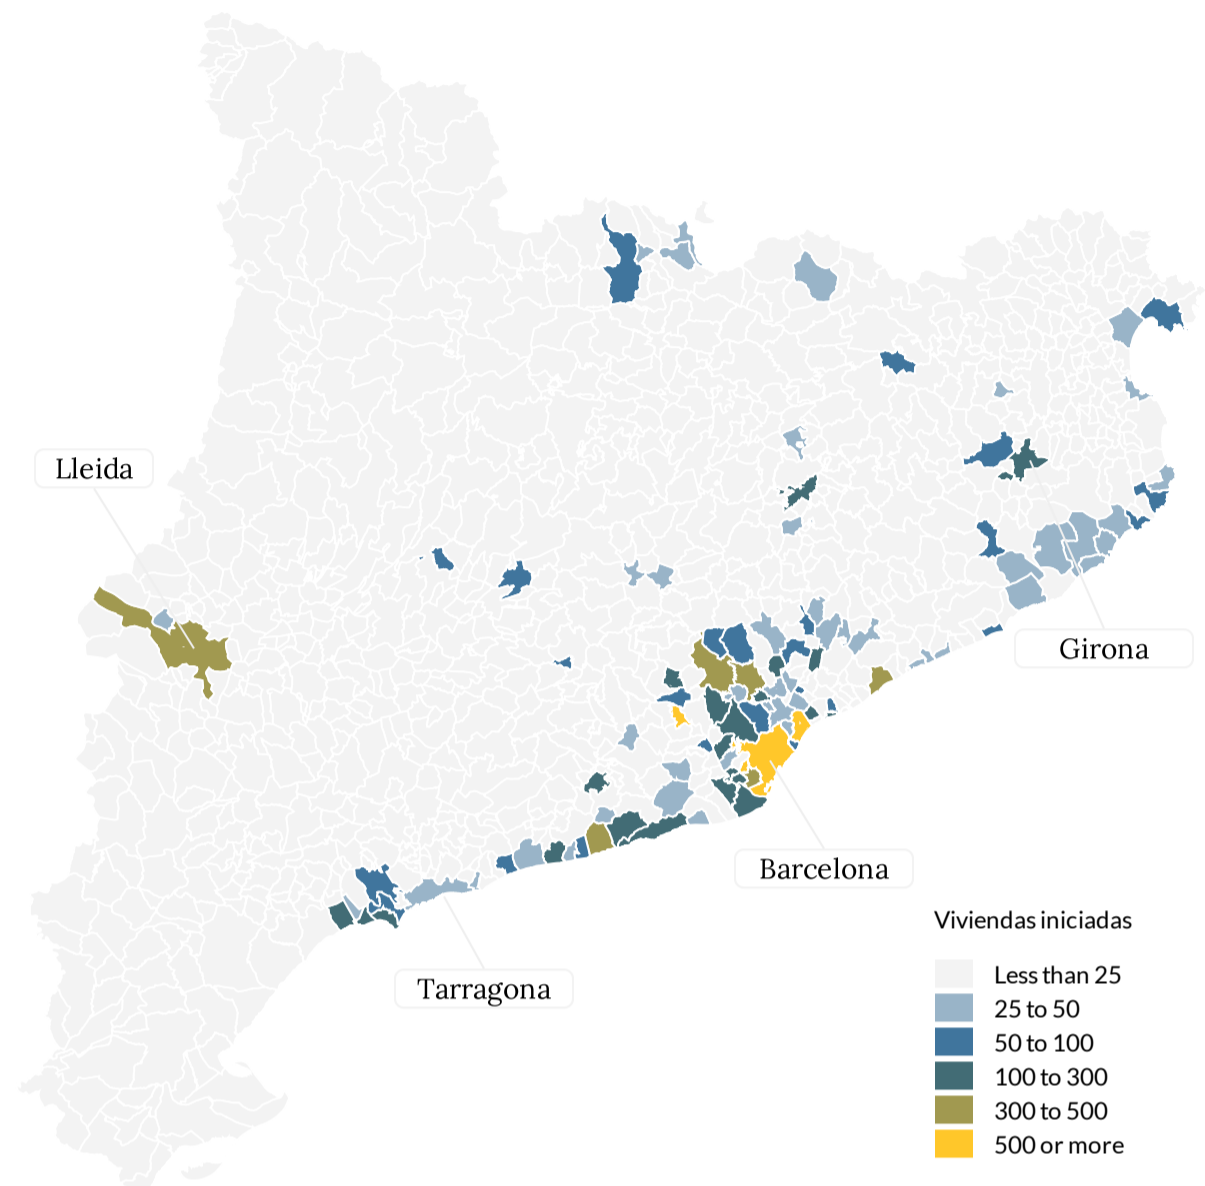 Lleida
Girona
Barcelona
Tarragona
Viviendas iniciadas
Less than 25
25 to 50
50 to 100
100 to 300
300 to 500
500 or more